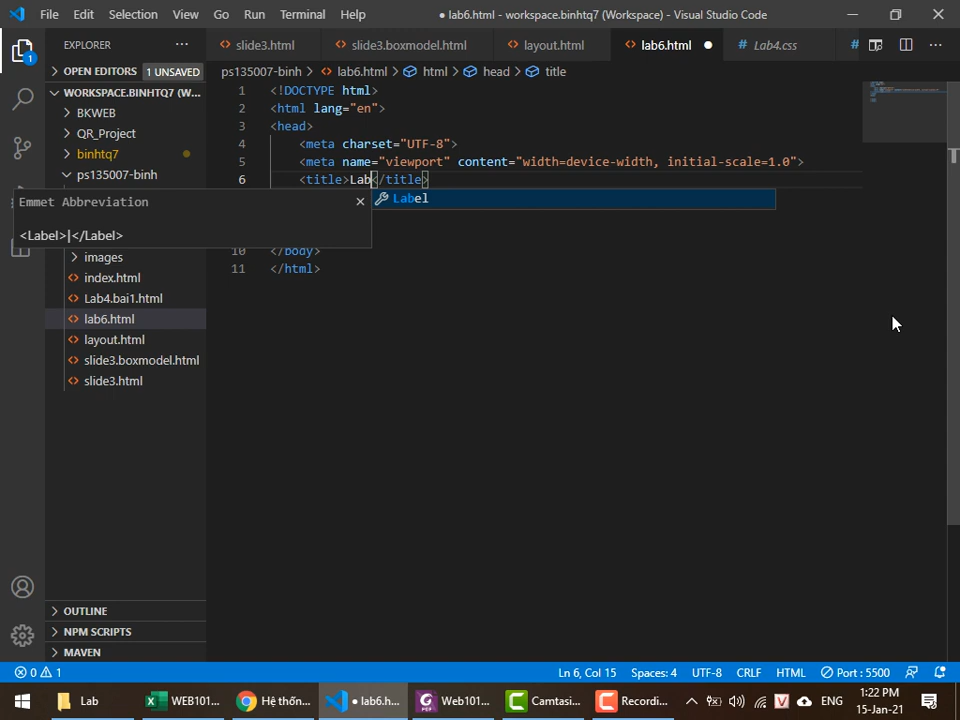 File Edit Selection View Go Run Terminal Help
● lab6.html - workspace.binhtq7 (Workspace) - Visual Studio Code
EXPLORER
slide3.html
slide3.boxmodel.html
layout.html
lab6.html
Lab4.css
OPEN EDITORS 1 UNSAVED
ps135007-binh > lab6.html > html > head > title
WORKSPACE.BINHTQ7 (W...
BKWEB
QR_Project
binhtq7
ps135007-binh
images
index.html
Lab4.bai1.html
lab6.html
layout.html
slide3.boxmodel.html
slide3.html
OUTLINE
NPM SCRIPTS
MAVEN
1 <!DOCTYPE html>
2 <html lang="en">
3 <head>
4 <meta charset="UTF-8">
5 <meta name="viewport" content="width=device-width, initial-scale=1.0">
6 <title>Lab</title>
Label
Emmet Abbreviation
<Label>|</Label>
10 </body>
11 </html>
1
0 1
Ln 6, Col 15 Spaces: 4 UTF-8 CRLF HTML Port : 5500
Lab
WEB101...
Hệ thốn...
● lab6.h...
Web101...
Camtasi...
Recordi...
V
ENG
1:22 PM
15-Jan-21